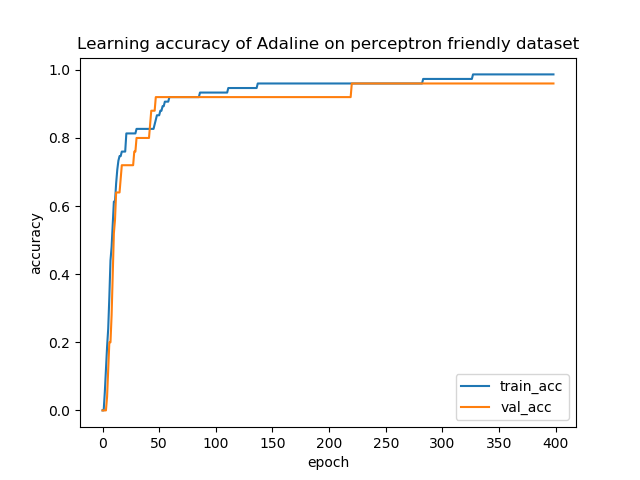 Learning accuracy of Adaline on perceptron friendly dataset
1.0
0.8
0.6
0.4
0.2
0.0
accuracy
train_acc
val_acc
0 50 100 150 200 250 300 350 400
epoch